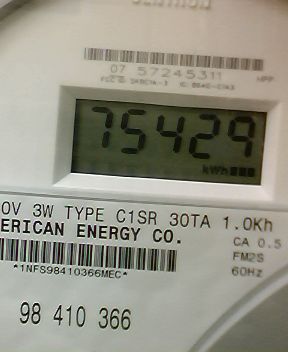 07 57245311
75429
kWh
0V 3W TYPE C1SR 30TA 1.0Kh
ERICAN ENERGY CO.
CA 0.5
FM2S
*1NFS98410366MEC*
60Hz
98 410 366